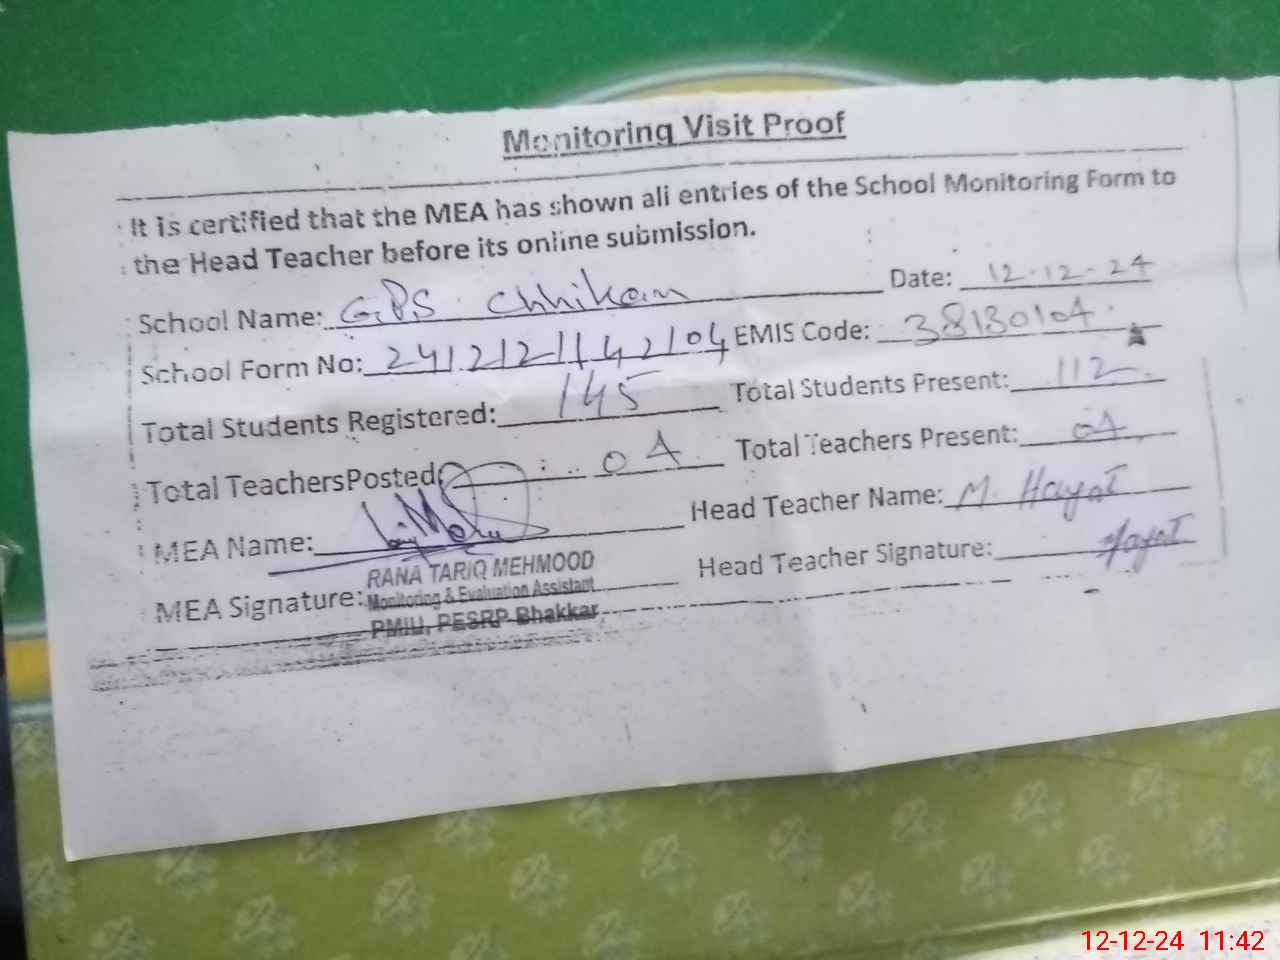 Monitoring Visit Proof
It is certified that the MEA has shown all entries of the School Monitoring Form to
the Head Teacher before its online submission.
School Name: GPS Chhikan Date: 12.12.24
School Form No: 2412121142104 EMIS Code: 38130104
Total Students Registered: 145 Total Students Present: 112
Total TeachersPosted: 04 Total Teachers Present: 04
MEA Name: Head Teacher Name: M. Hayat
MEA Signature: Head Teacher Signature: Hayat
RANA TARIQ MEHMOOD
Monitoring & Evaluation Assistant
PMIU, PESRP Bhakkar
12-12-24 11:42